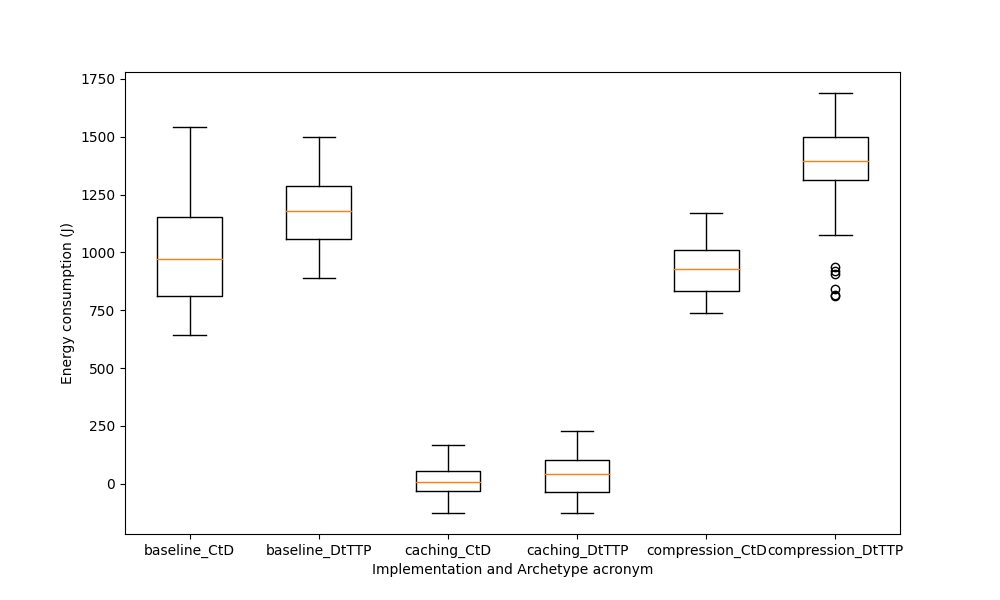 1750
1500
1250
1000
750
500
250
0
Energy consumption (J)
baseline_CtD baseline_DtTTP caching_CtD caching_DtTTP compression_CtD compression_DtTTP
Implementation and Archetype acronym